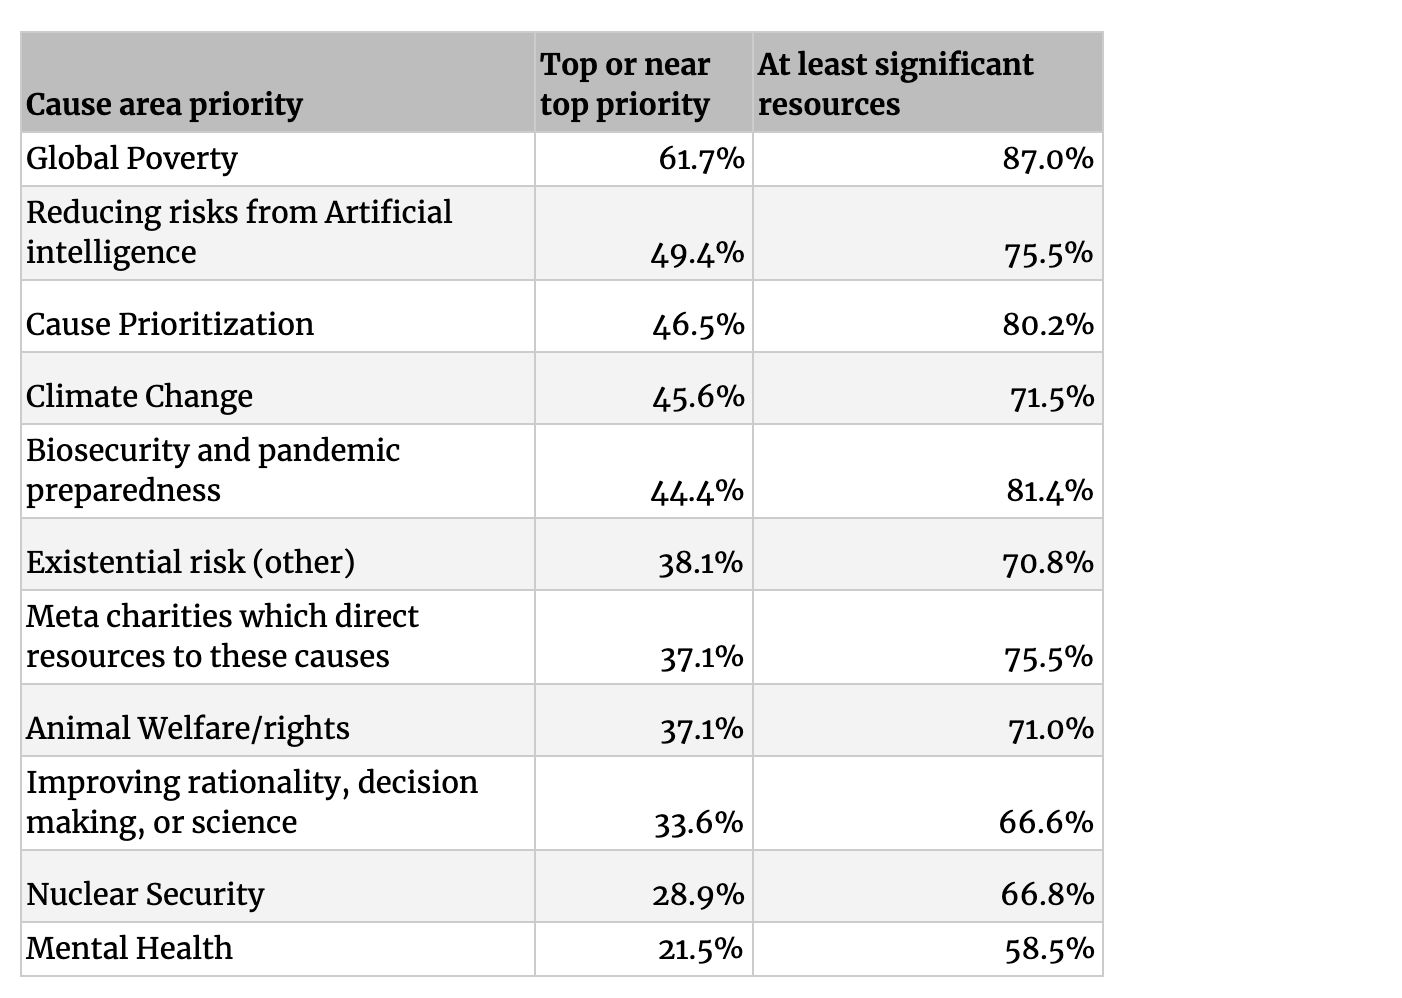 Cause area priority Top or near top priority At least significant resources
Global Poverty 61.7% 87.0%
Reducing risks from Artificial
intelligence 49.4% 75.5%
Cause Prioritization 46.5% 80.2%
Climate Change 45.6% 71.5%
Biosecurity and pandemic
preparedness 44.4% 81.4%
Existential risk (other) 38.1% 70.8%
Meta charities which direct
resources to these causes 37.1% 75.5%
Animal Welfare/rights 37.1% 71.0%
Improving rationality, decision
making, or science 33.6% 66.6%
Nuclear Security 28.9% 66.8%
Mental Health 21.5% 58.5%